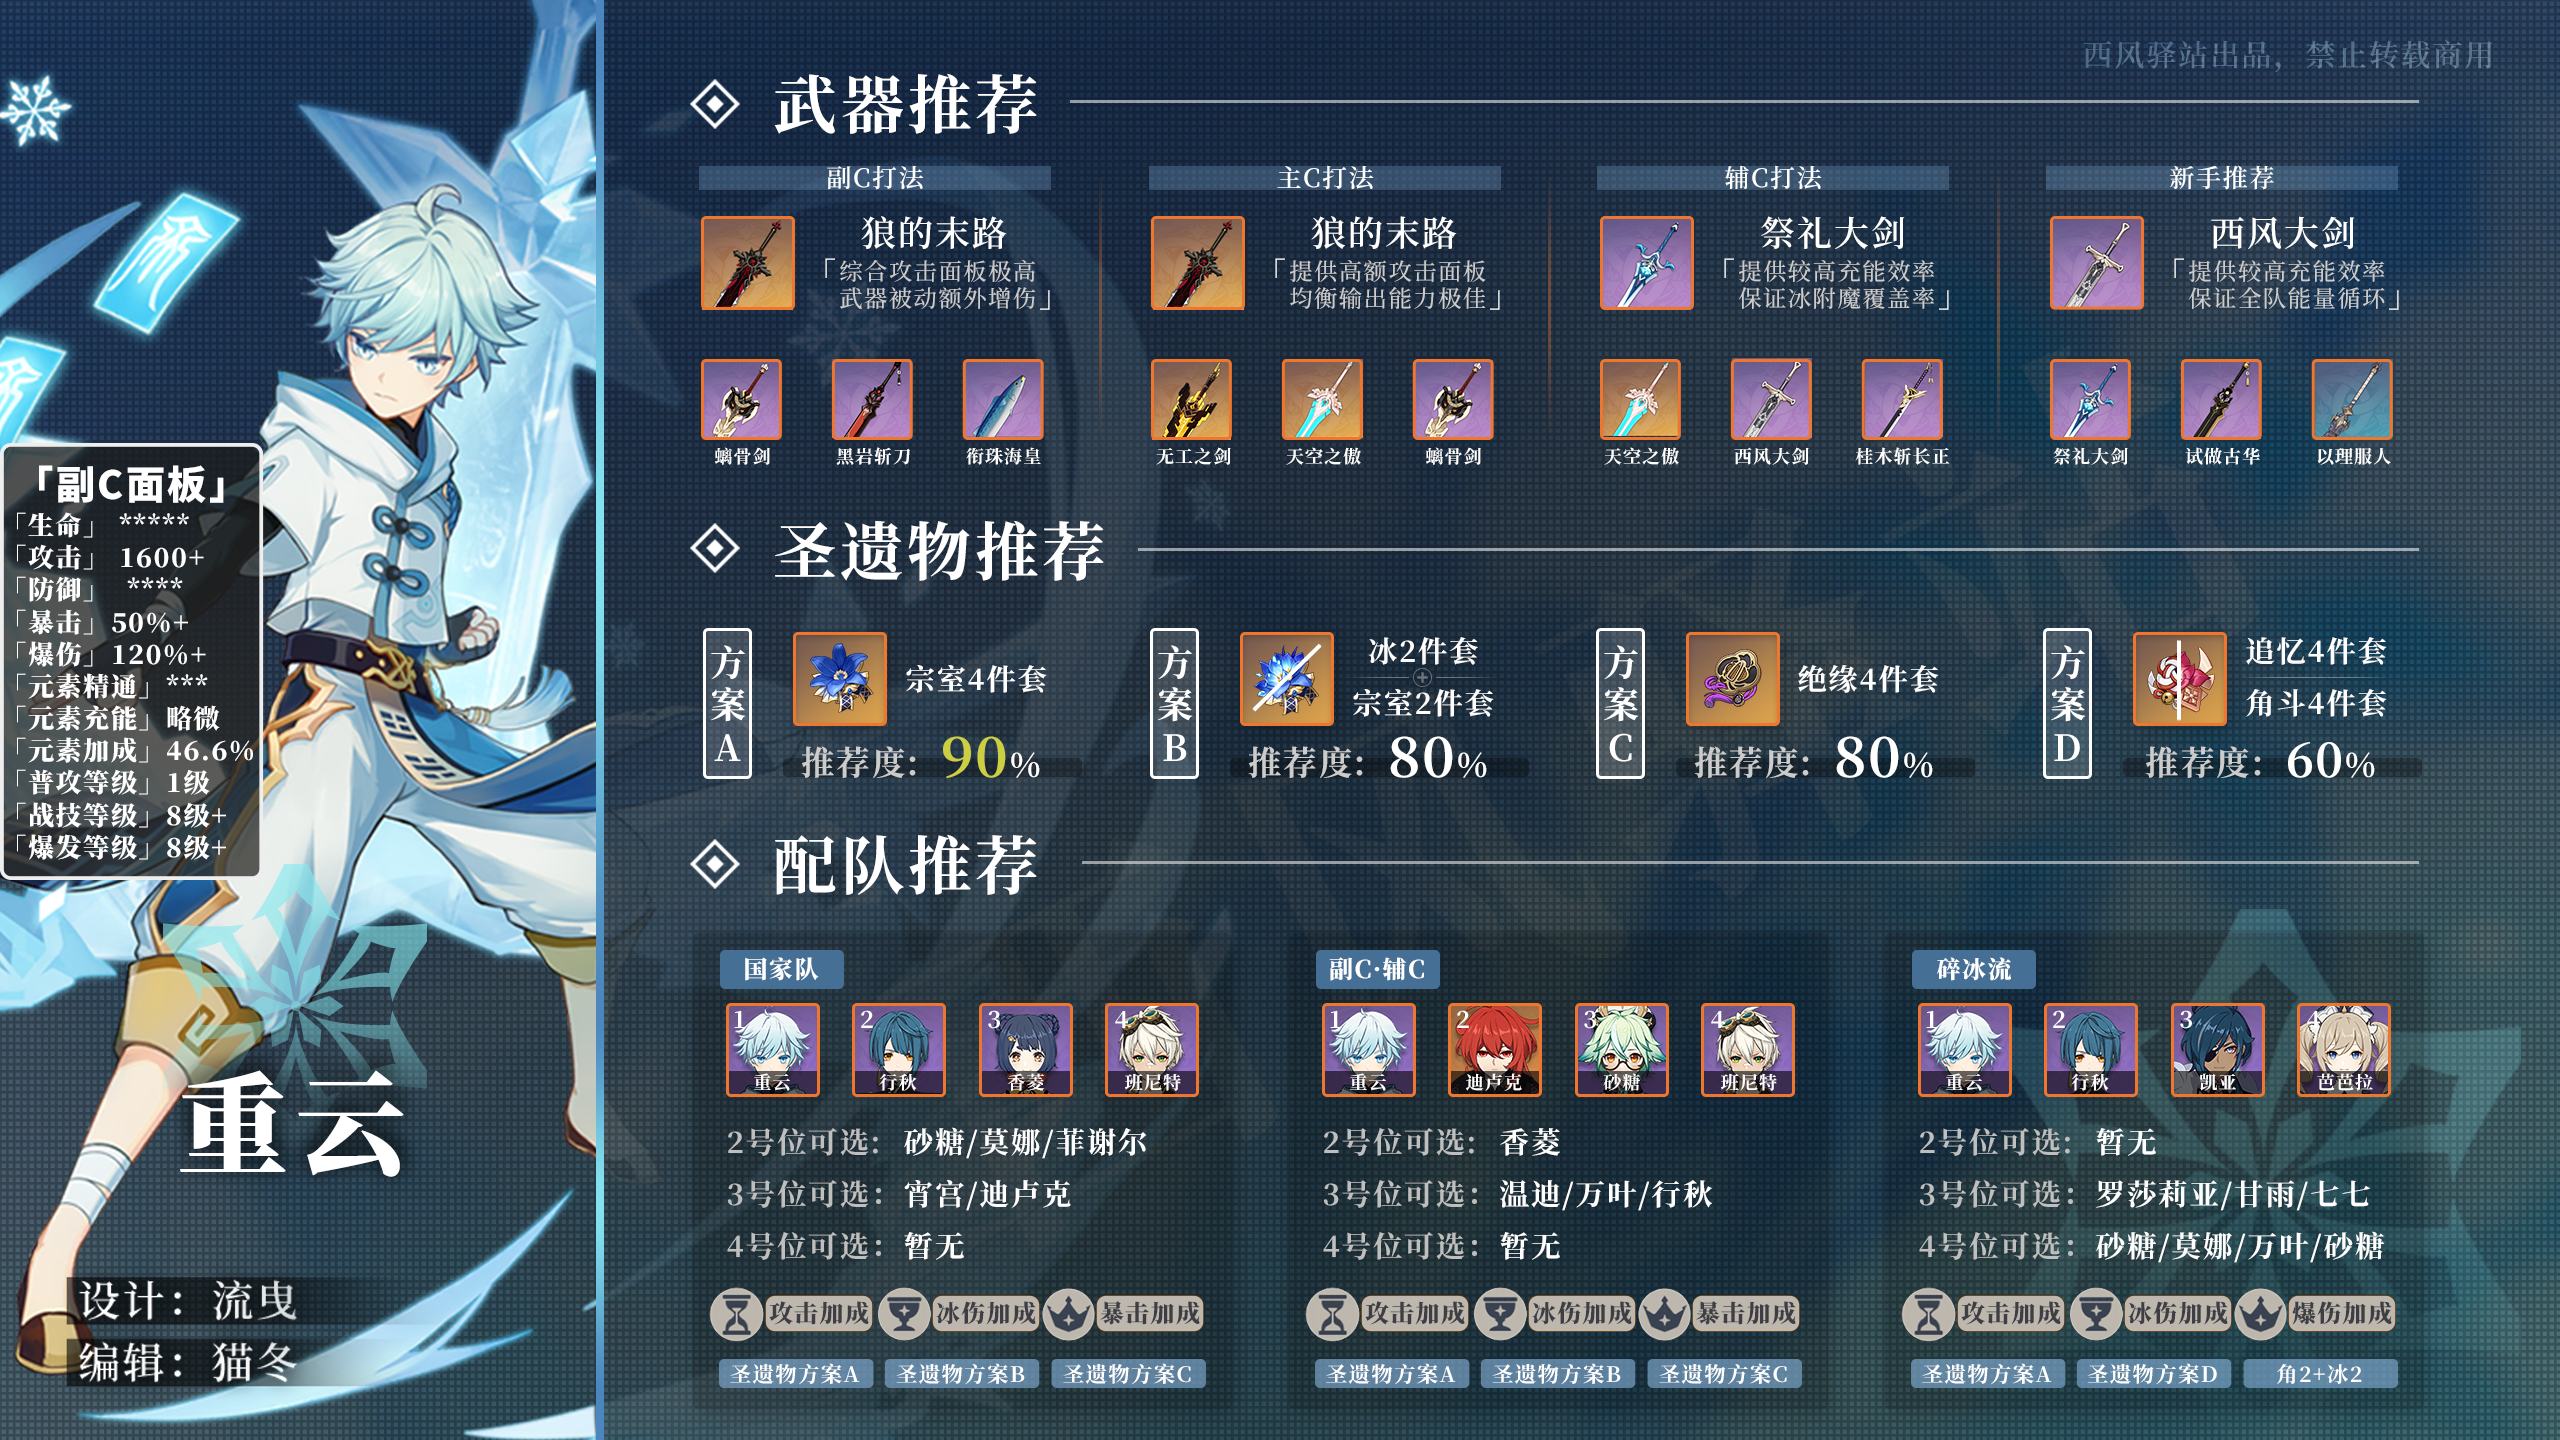 西风驿站出品，禁止转载商用
武器推荐
副C打法
狼的末路
「综合攻击面板极高
武器被动额外增伤」
螭骨剑 黑岩斩刀 衔珠海皇
主C打法
狼的末路
「提供高额攻击面板
均衡输出能力极佳」
无工之剑 天空之傲 螭骨剑
辅C打法
祭礼大剑
「提供较高充能效率
保证冰附魔覆盖率」
天空之傲 西风大剑 桂木斩长正
新手推荐
西风大剑
「提供较高充能效率
保证全队能量循环」
祭礼大剑 试做古华 以理服人
「副C面板」
「生命」 *****
「攻击」 1600+
「防御」 ****
「暴击」50%+
「爆伤」120%+
「元素精通」***
「元素充能」略微
「元素加成」46.6%
「普攻等级」1级
「战技等级」8级+
「爆发等级」8级+
重云
设计：流曳
编辑：猫冬
圣遗物推荐
方案A
宗室4件套
推荐度：90%
方案B
冰2件套
+
宗室2件套
推荐度：80%
方案C
绝缘4件套
推荐度：80%
方案D
追忆4件套
角斗4件套
推荐度：60%
配队推荐
国家队
1 2 3 4
重云 行秋 香菱 班尼特
2号位可选：砂糖/莫娜/菲谢尔
3号位可选：宵宫/迪卢克
4号位可选：暂无
攻击加成 冰伤加成 暴击加成
圣遗物方案A 圣遗物方案B 圣遗物方案C
副C·辅C
1 2 3 4
重云 迪卢克 砂糖 班尼特
2号位可选：香菱
3号位可选：温迪/万叶/行秋
4号位可选：暂无
攻击加成 冰伤加成 暴击加成
圣遗物方案A 圣遗物方案B 圣遗物方案C
碎冰流
1 2 3 4
重云 行秋 凯亚 芭芭拉
2号位可选：暂无
3号位可选：罗莎莉亚/甘雨/七七
4号位可选：砂糖/莫娜/万叶/砂糖
攻击加成 冰伤加成 爆伤加成
圣遗物方案A 圣遗物方案D 角2+冰2